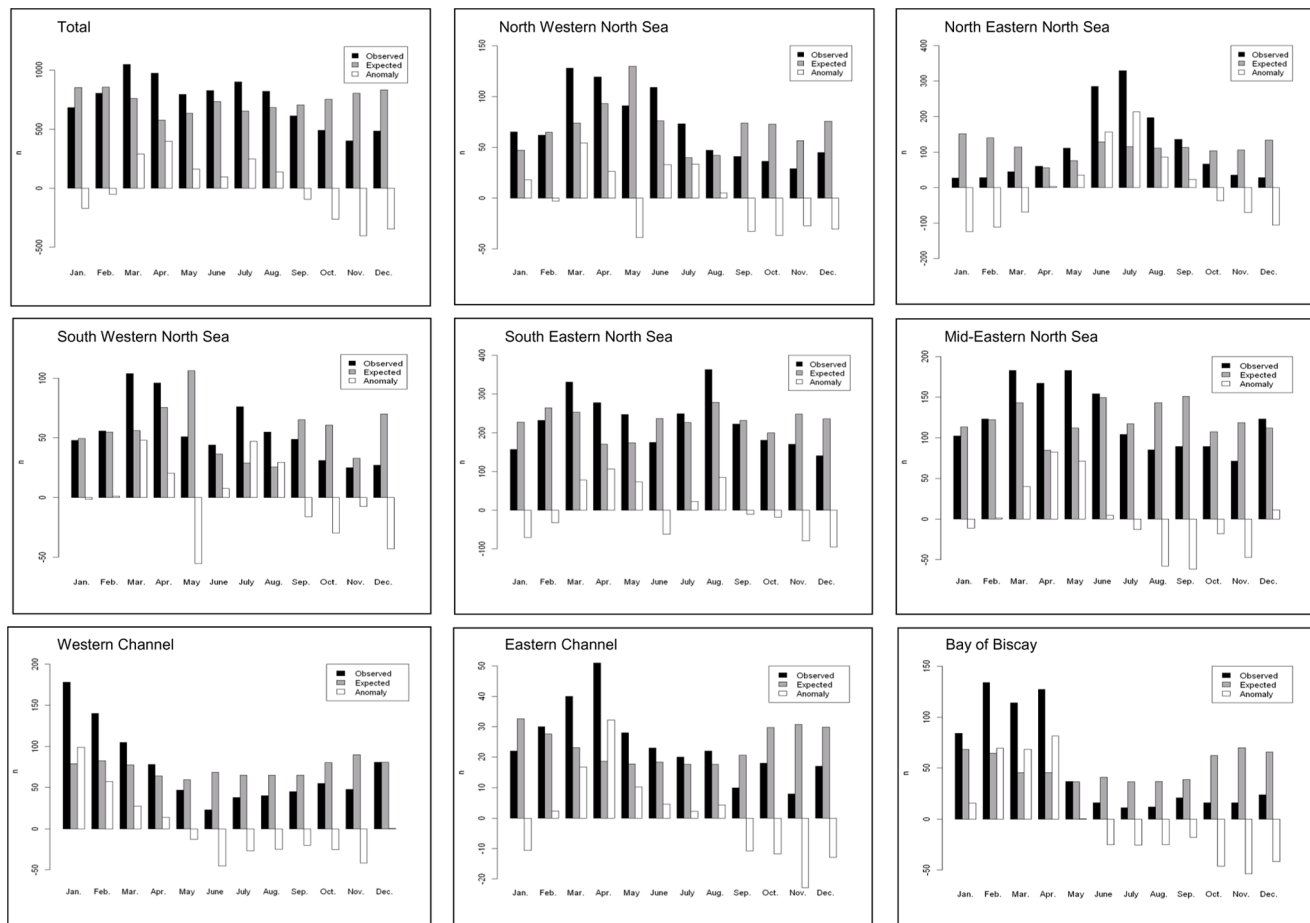 Total
Observed
Expected
Anomaly
1000
500
0
-500
n
Jan. Feb. Mar. Apr. May June July Aug. Sep. Oct. Nov. Dec.
North Western North Sea
Observed
Expected
Anomaly
150
100
50
0
50
n
Jan. Feb. Mar. Apr. May June July Aug. Sep. Oct. Nov. Dec.
North Eastern North Sea
Observed
Expected
Anomaly
400
300
200
100
0
-100
-200
n
Jan. Feb. Mar. Apr. May June July Aug. Sep. Oct. Nov. Dec.
South Western North Sea
Observed
Expected
Anomaly
100
50
0
-50
n
Jan. Feb. Mar. Apr. May June July Aug. Sep. Oct. Nov. Dec.
South Eastern North Sea
Observed
Expected
Anomaly
400
300
200
100
0
-100
n
Jan. Feb. Mar. Apr. May June July Aug. Sep. Oct. Nov. Dec.
Mid-Eastern North Sea
Observed
Expected
Anomaly
200
150
100
50
0
-50
n
Jan. Feb. Mar. Apr. May June July Aug. Sep. Oct. Nov. Dec.
Western Channel
Observed
Expected
Anomaly
200
150
100
50
0
-50
n
Jan. Feb. Mar. Apr. May June July Aug. Sep. Oct. Nov. Dec.
Eastern Channel
Observed
Expected
Anomaly
50
40
30
20
10
0
-10
-20
n
Jan. Feb. Mar. Apr. May June July Aug. Sep. Oct. Nov. Dec.
Bay of Biscay
Observed
Expected
Anomaly
150
100
50
0
-50
n
Jan. Feb. Mar. Apr. May June July Aug. Sep. Oct. Nov. Dec.